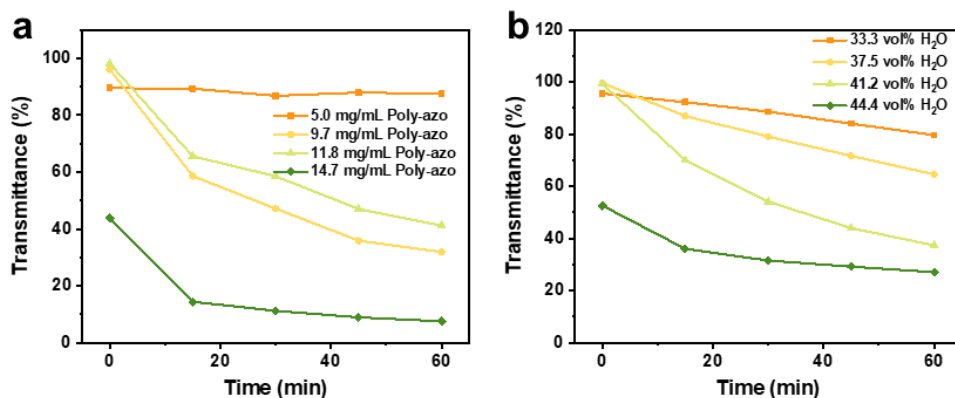 a
Transmittance (%)
100
80
60
40
20
0
5.0 mg/mL Poly-azo
9.7 mg/mL Poly-azo
11.8 mg/mL Poly-azo
14.7 mg/mL Poly-azo
0
20
40
60
Time (min)
b
Transmittance (%)
120
100
80
60
40
20
0
33.3 vol% H₂O
37.5 vol% H₂O
41.2 vol% H₂O
44.4 vol% H₂O
0
20
40
60
Time (min)